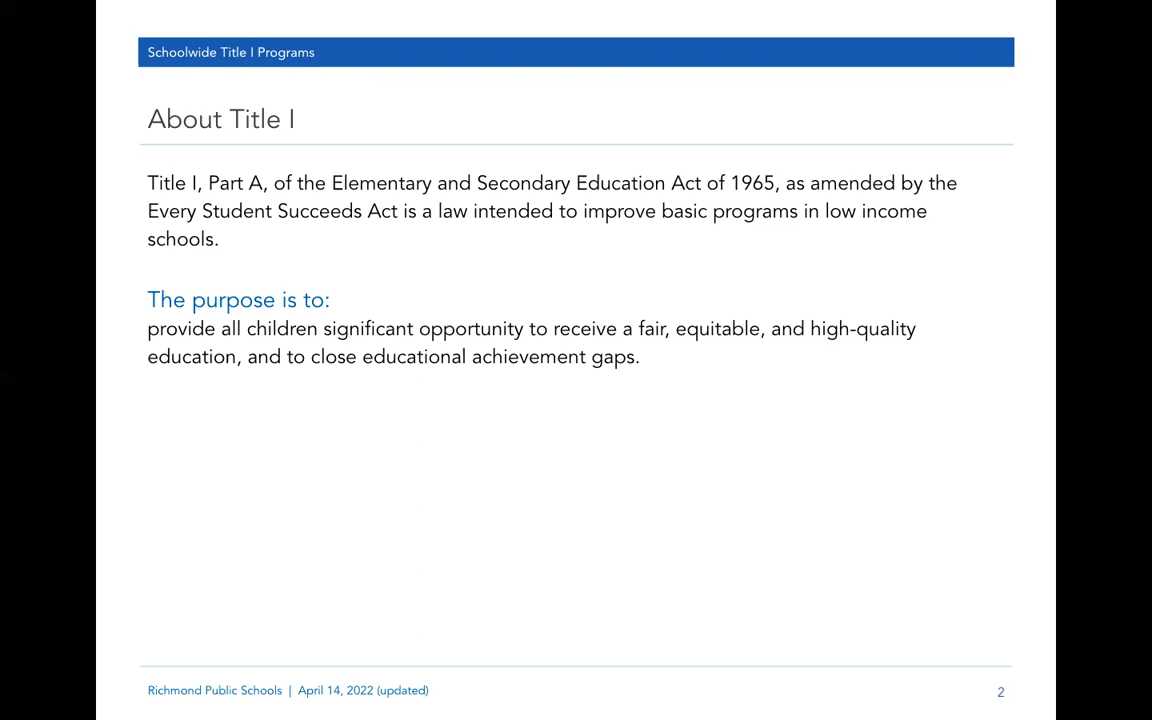 Schoolwide Title I Programs
About Title I
Title I, Part A, of the Elementary and Secondary Education Act of 1965, as amended by the
Every Student Succeeds Act is a law intended to improve basic programs in low income
schools.
The purpose is to:
provide all children significant opportunity to receive a fair, equitable, and high-quality
education, and to close educational achievement gaps.
Richmond Public Schools | April 14, 2022 (updated)
2